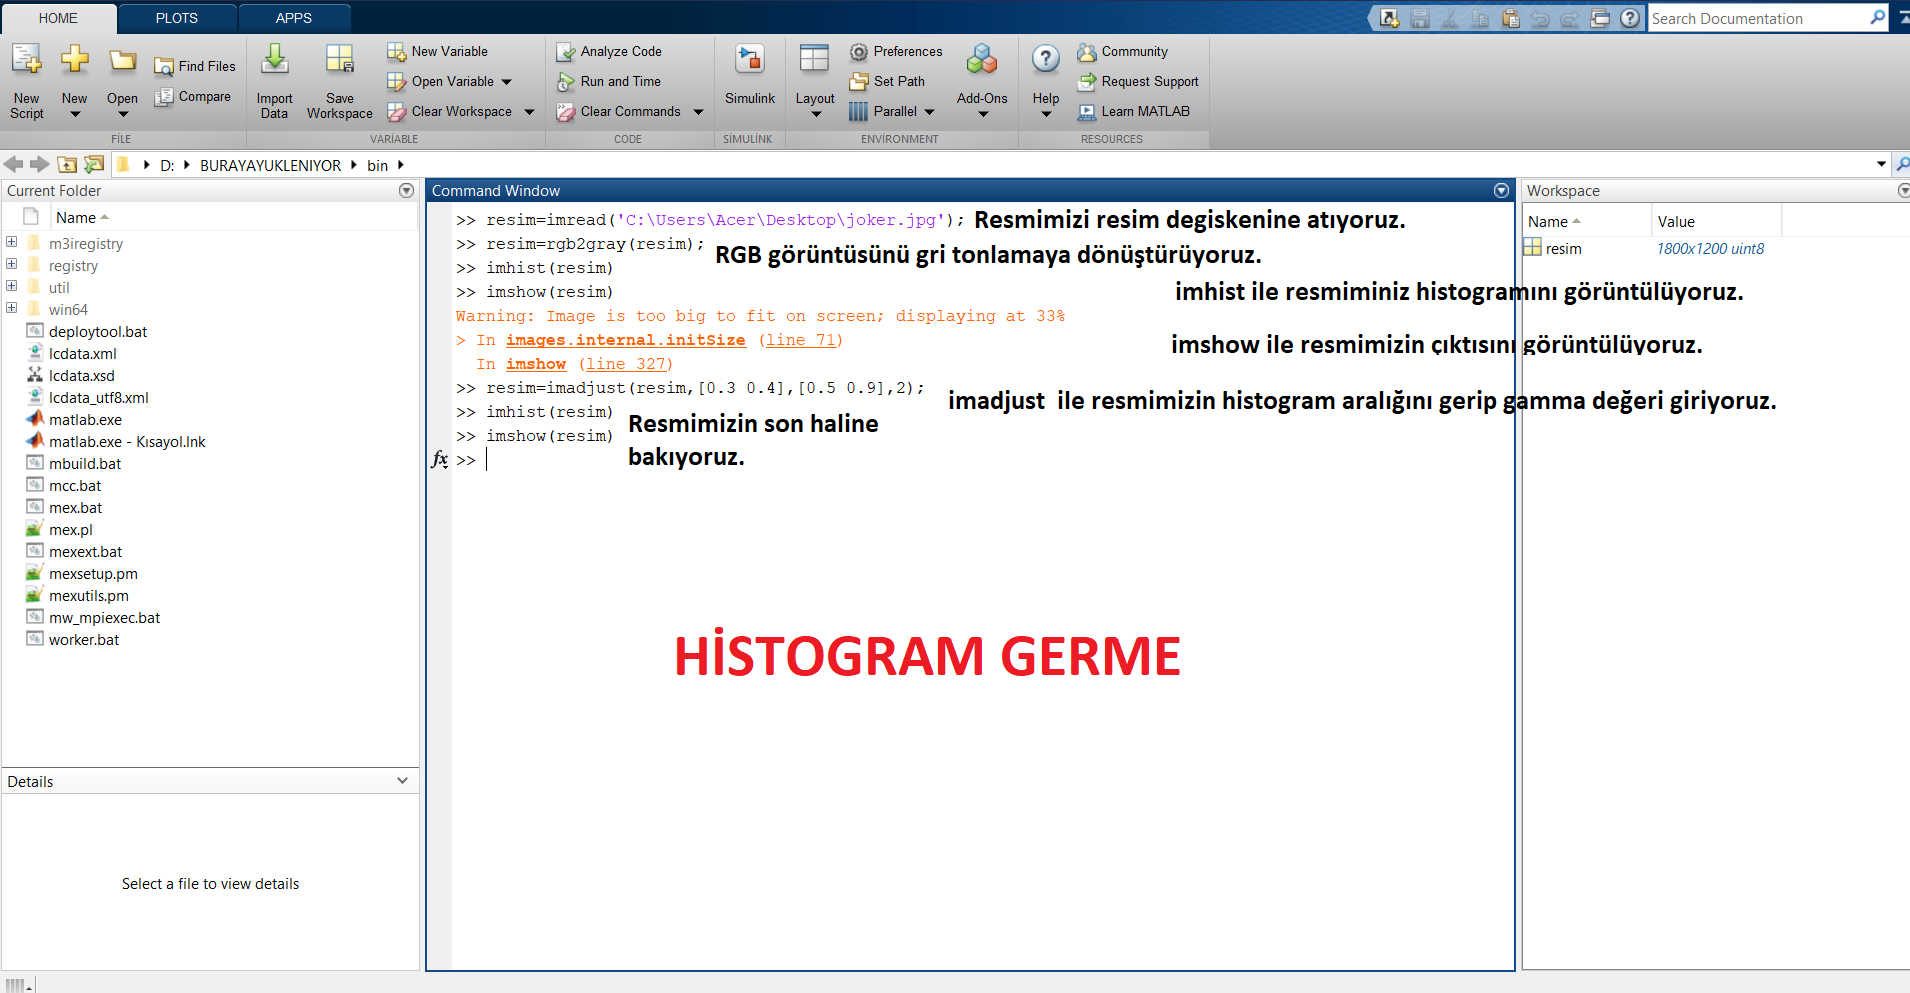 HOME PLOTS APPS
Search Documentation
New Script
New
Open
Find Files
Compare
FİLE
Import Data
Save Workspace
New Variable
Open Variable
Clear Workspace
VARİABLE
Analyze Code
Run and Time
Clear Commands
CODE
Simulink
SİMULİNK
Layout
Preferences
Set Path
Parallel
Add-Ons
ENVİRONMENT
Help
Community
Request Support
Learn MATLAB
RESOURCES
D: BURAYAYUKLENIYOR bin
Current Folder
Name
m3iregistry
registry
util
win64
deploytool.bat
lcdata.xml
lcdata.xsd
lcdata_utf8.xml
matlab.exe
matlab.exe - Kısayol.lnk
mbuild.bat
mcc.bat
mex.bat
mex.pl
mexext.bat
mexsetup.pm
mexutils.pm
mw_mpiexec.bat
worker.bat
Details
Select a file to view details
Command Window
>> resim=imread('C:\Users\Acer\Desktop\joker.jpg'); Resmimizi resim degiskenine atıyoruz.
>> resim=rgb2gray(resim);
RGB görüntüsünü gri tonlamaya dönüştürüyoruz.
>> imhist(resim)
>> imshow(resim)
imhist ile resmiminiz histogramını görüntülüyoruz.
Warning: Image is too big to fit on screen; displaying at 33%
> In images.internal.initSize (line 71)
imshow ile resmimizin çıktısını görüntülüyoruz.
In imshow (line 327)
>> resim=imadjust(resim,[0.3 0.4],[0.5 0.9],2);
imadjust ile resmimizin histogram aralığını gerip gamma değeri giriyoruz.
>> imhist(resim)
>> imshow(resim)
Resmimizin son haline
bakıyoruz.
fx >>
HİSTOGRAM GERME
Workspace
Name Value
resim 1800x1200 uint8